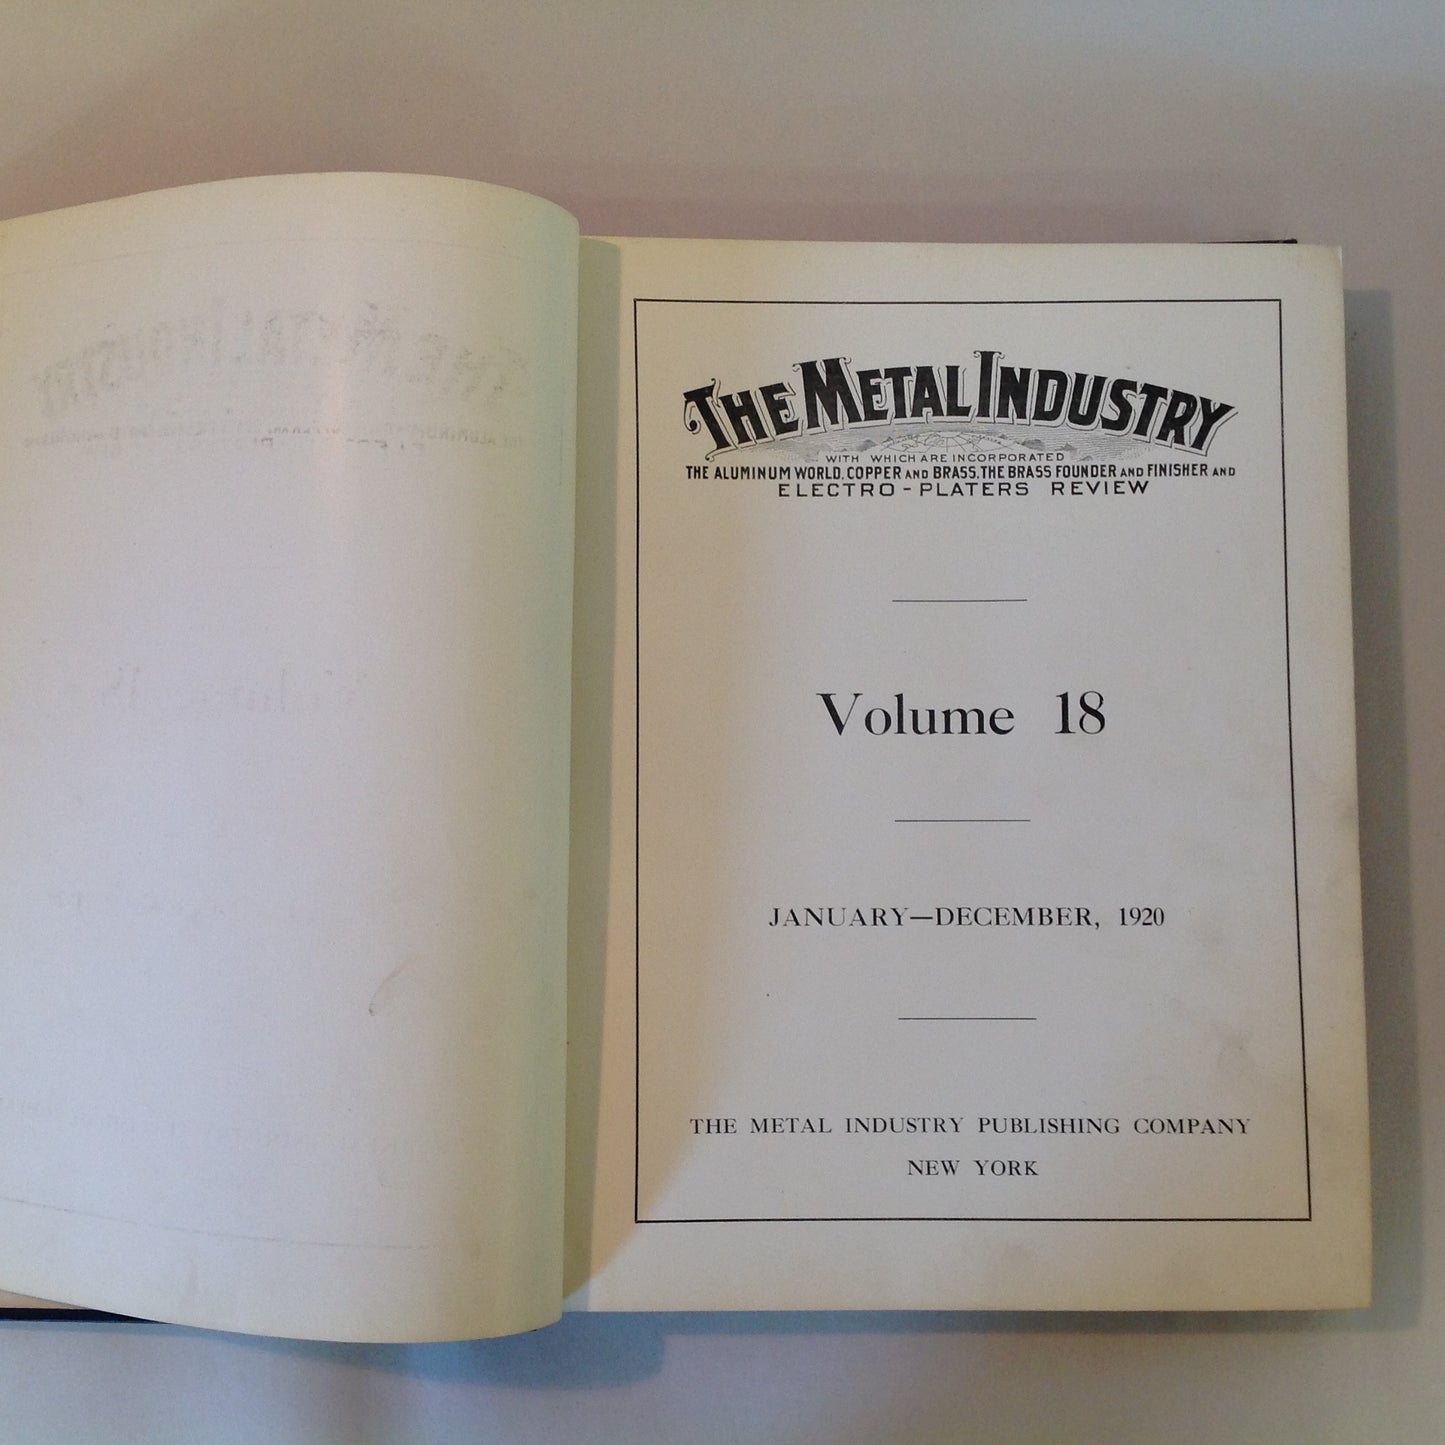 THE METAL INDUSTRY
WITH WHICH ARE INCORPORATED
THE ALUMINUM WORLD, COPPER AND BRASS, THE BRASS FOUNDER AND FINISHER AND
ELECTRO-PLATERS REVIEW
Volume 18
JANUARY—DECEMBER, 1920
THE METAL INDUSTRY PUBLISHING COMPANY
NEW YORK